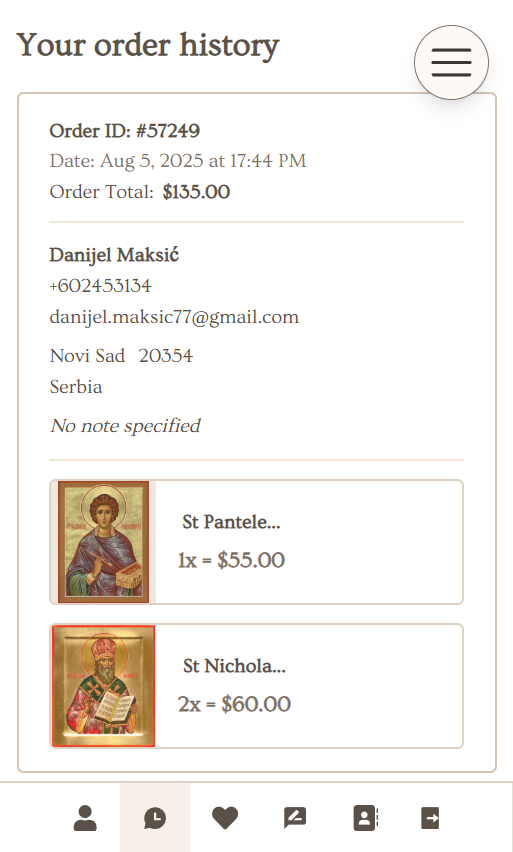 Your order history
Order ID: #57249
Date: Aug 5, 2025 at 17:44 PM
Order Total: $135.00
Danijel Maksić
+602453134
danijel.maksic77@gmail.com
Novi Sad 20354
Serbia
No note specified
St Pantele...
1x = $55.00
St Nichola...
2x = $60.00